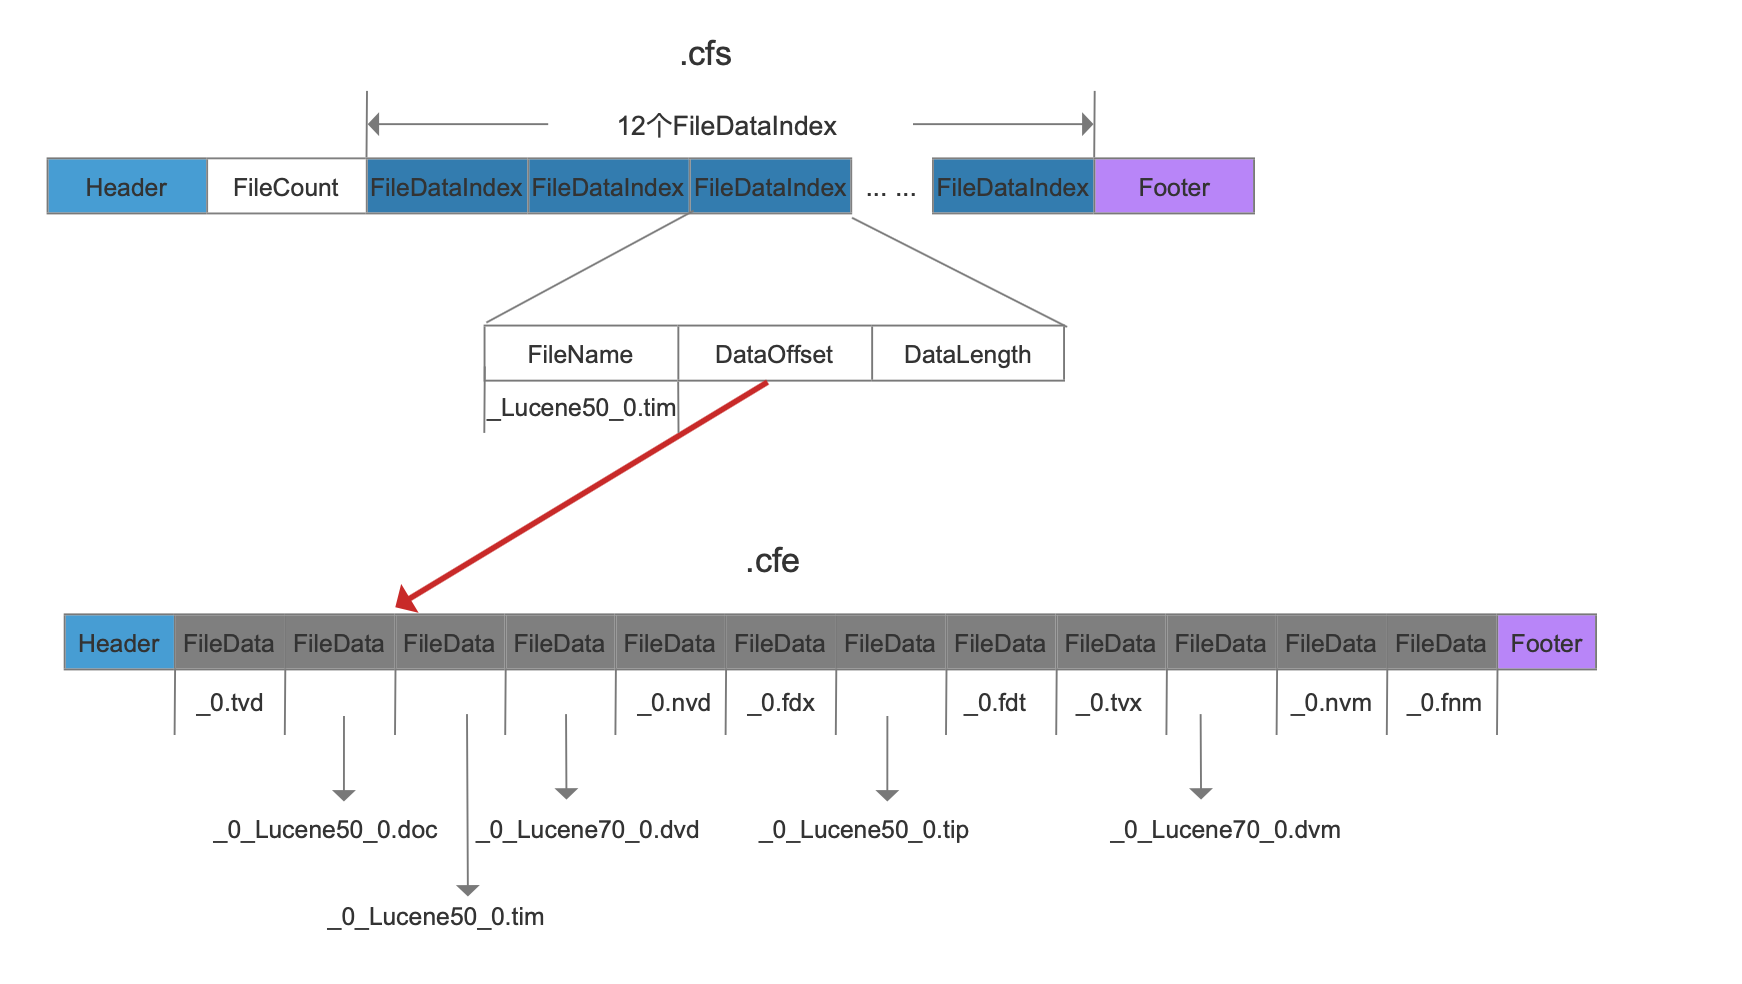 .cfs
12个FileDataIndex
Header FileCount FileDataIndex FileDataIndex FileDataIndex ... ... FileDataIndex Footer
FileName DataOffset DataLength
_Lucene50_0.tim
.cfe
Header FileData FileData FileData FileData FileData FileData FileData FileData FileData FileData FileData FileData Footer
_0.tvd _0.nvd _0.fdx _0.fdt _0.tvx _0.nvm _0.fnm
_0_Lucene50_0.doc _0_Lucene70_0.dvd _0_Lucene50_0.tip _0_Lucene70_0.dvm
_0_Lucene50_0.tim